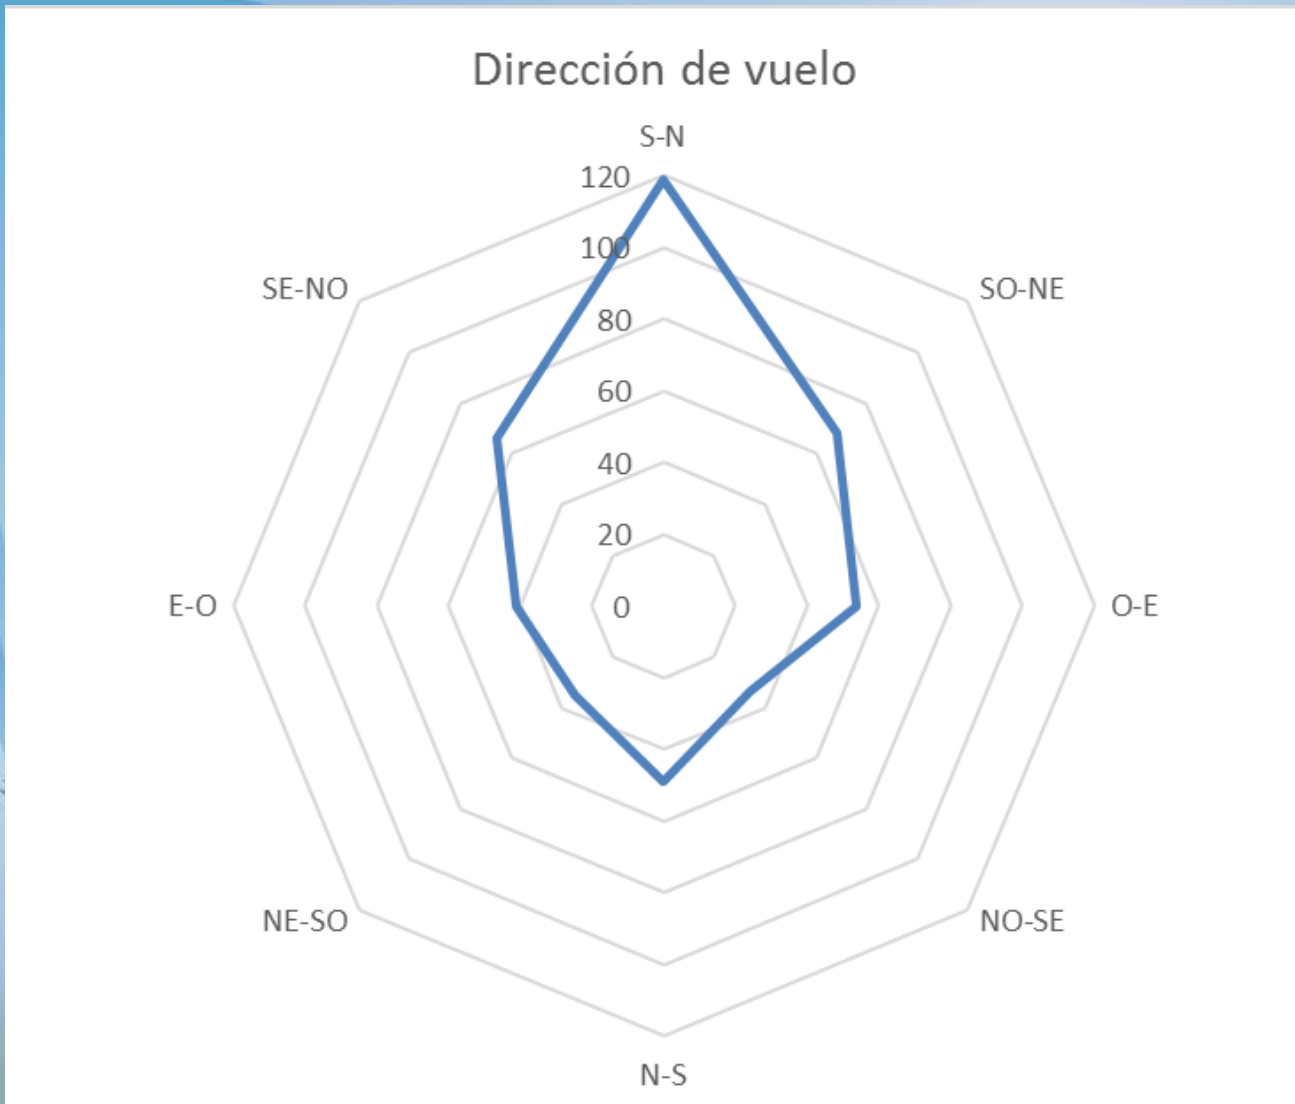 Dirección de vuelo
S-N
120
100
80
60
40
20
0
SO-NE
O-E
NO-SE
N-S
NE-SO
E-O
SE-NO